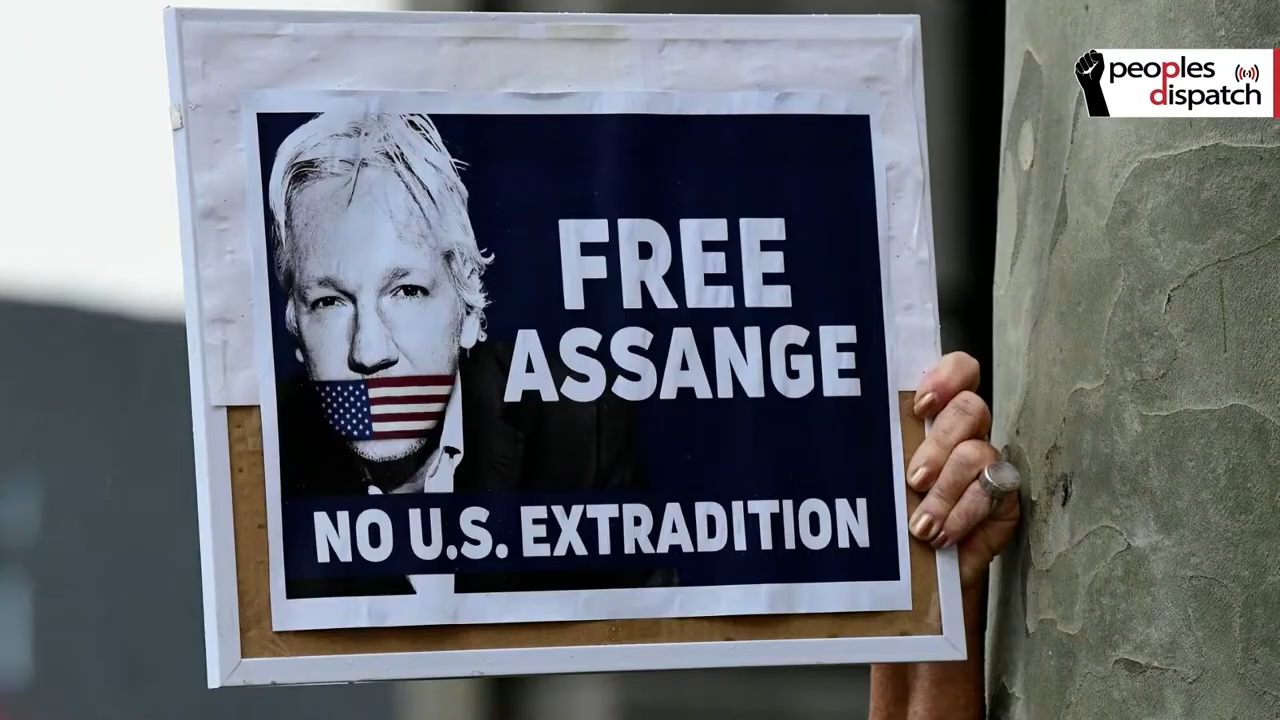 peoples
dispatch
FREE
ASSANGE
NO U.S. EXTRADITION